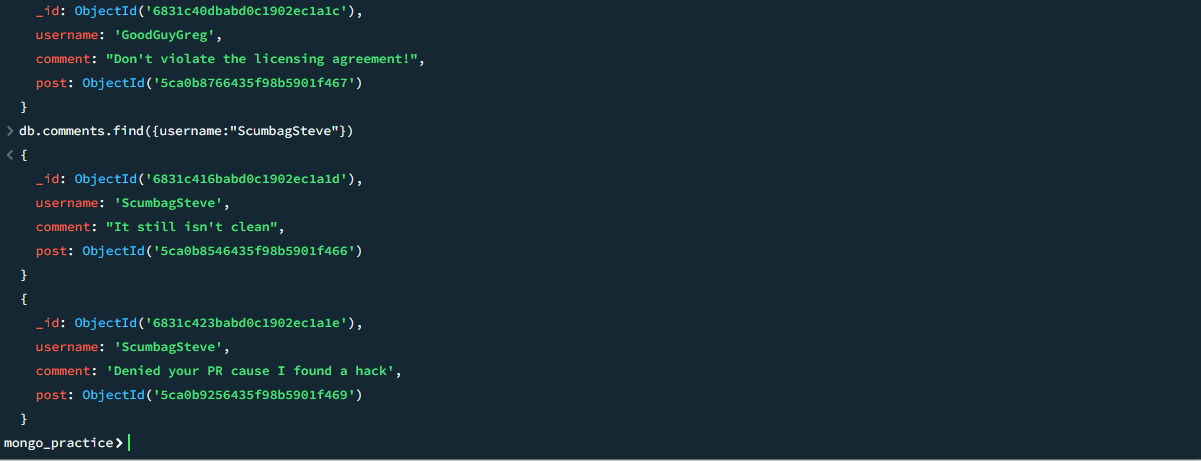 _id: ObjectId('6831c40dbabd0c1902ec1a1c'),
username: 'GoodGuyGreg',
comment: "Don't violate the licensing agreement!",
post: ObjectId('5ca0b8766435f98b5901f467')
}
> db.comments.find({username:"ScumbagSteve"})
< {
_id: ObjectId('6831c416babd0c1902ec1a1d'),
username: 'ScumbagSteve',
comment: "It still isn't clean",
post: ObjectId('5ca0b8546435f98b5901f466')
}
{
_id: ObjectId('6831c423babd0c1902ec1a1e'),
username: 'ScumbagSteve',
comment: 'Denied your PR cause I found a hack',
post: ObjectId('5ca0b9256435f98b5901f469')
}
mongo_practice>